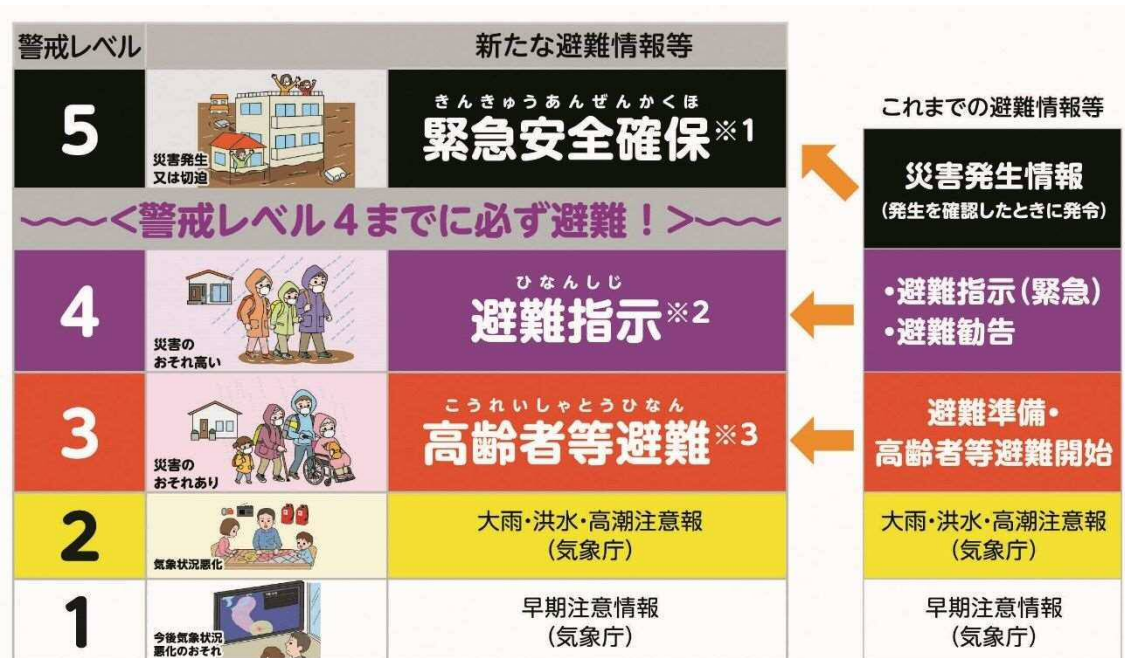 警戒レベル
新たな避難情報等
5
災害発生
又は切迫
きんきゅうあんぜんかくほ
緊急安全確保※1
これまでの避難情報等
災害発生情報
(発生を確認したときに発令)
〜〜〜<警戒レベル4までに必ず避難!>〜〜〜
4
災害の
おそれ高い
ひなんしじ
避難指示※2
・避難指示(緊急)
・避難勧告
3
災害の
おそれあり
こうれいしゃとうひなん
高齢者等避難※3
避難準備・
高齢者等避難開始
2
気象状況悪化
大雨・洪水・高潮注意報
(気象庁)
大雨・洪水・高潮注意報
(気象庁)
1
今後気象状況
悪化のおそれ
早期注意情報
(気象庁)
早期注意情報
(気象庁)